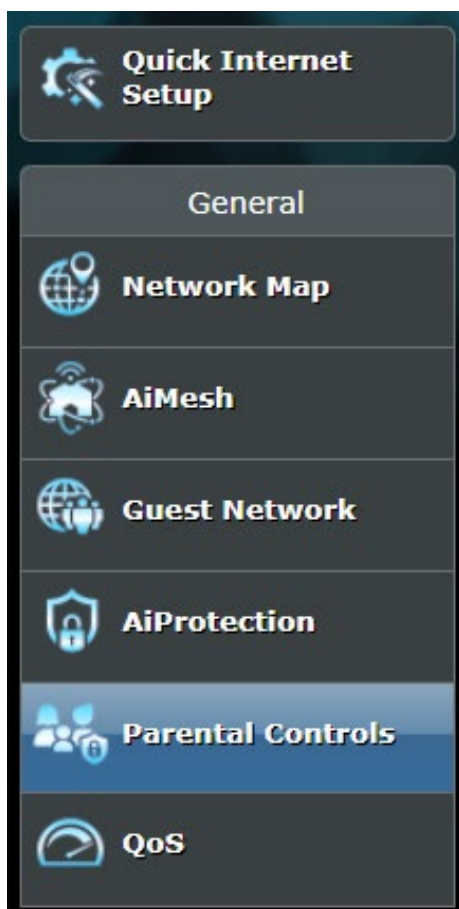 Quick Internet
Setup
General
Network Map
AiMesh
Guest Network
AiProtection
Parental Controls
QoS